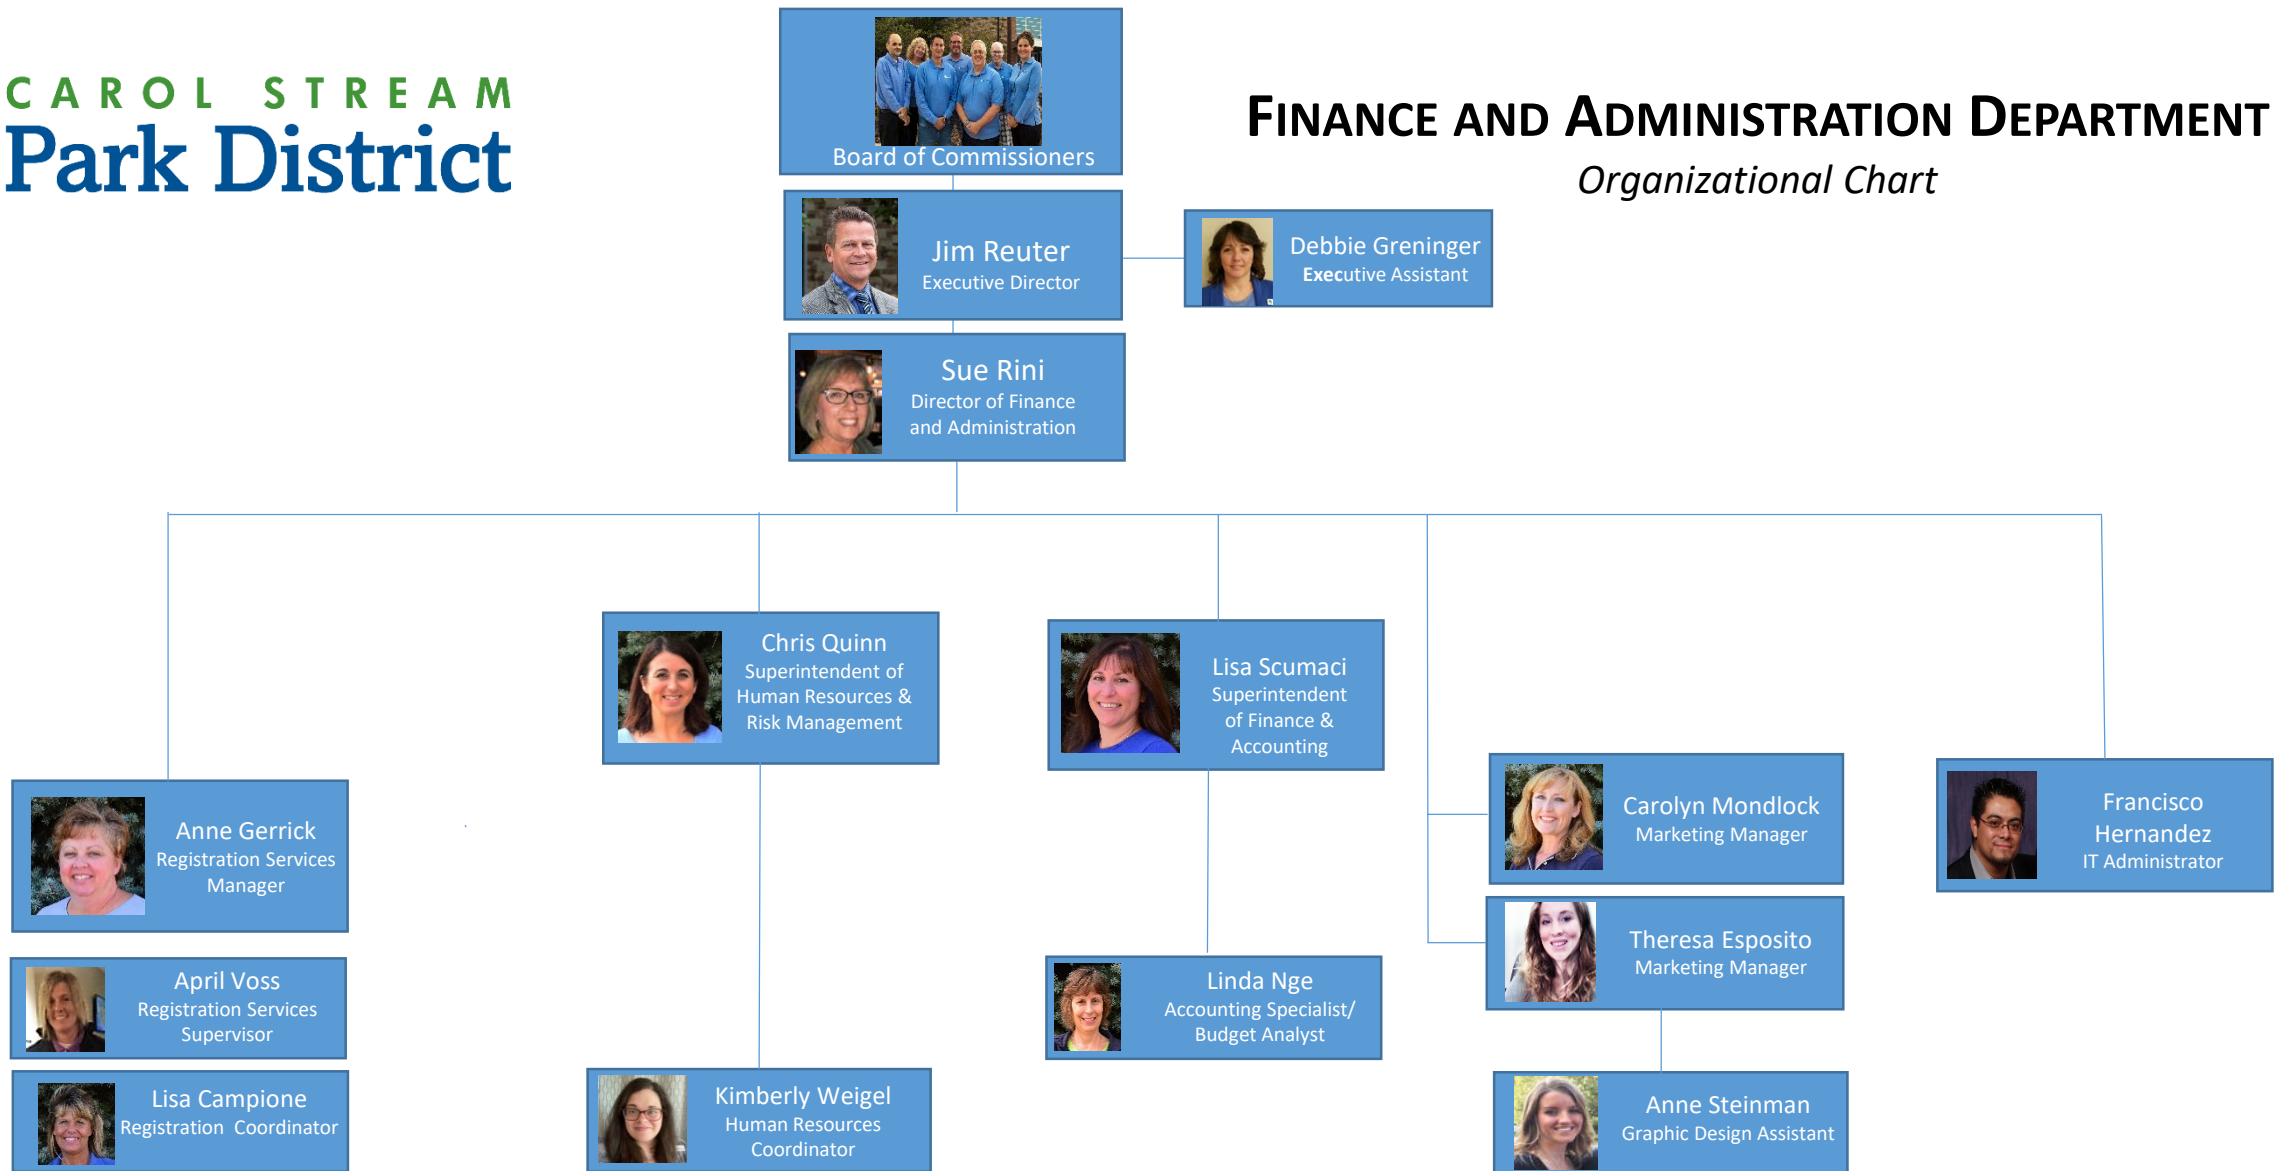 CAROL STREAM
Park District
Board of Commissioners
FINANCE AND ADMINISTRATION DEPARTMENT
Organizational Chart
Jim Reuter
Executive Director
Debbie Greninger
Executive Assistant
Sue Rini
Director of Finance
and Administration
Chris Quinn
Superintendent of
Human Resources &
Risk Management
Lisa Scumaci
Superintendent
of Finance &
Accounting
Carolyn Mondlock
Marketing Manager
Francisco
Hernandez
IT Administrator
Anne Gerrick
Registration Services
Manager
Theresa Esposito
Marketing Manager
April Voss
Registration Services
Supervisor
Linda Nge
Accounting Specialist/
Budget Analyst
Lisa Campione
Registration Coordinator
Kimberly Weigel
Human Resources
Coordinator
Anne Steinman
Graphic Design Assistant